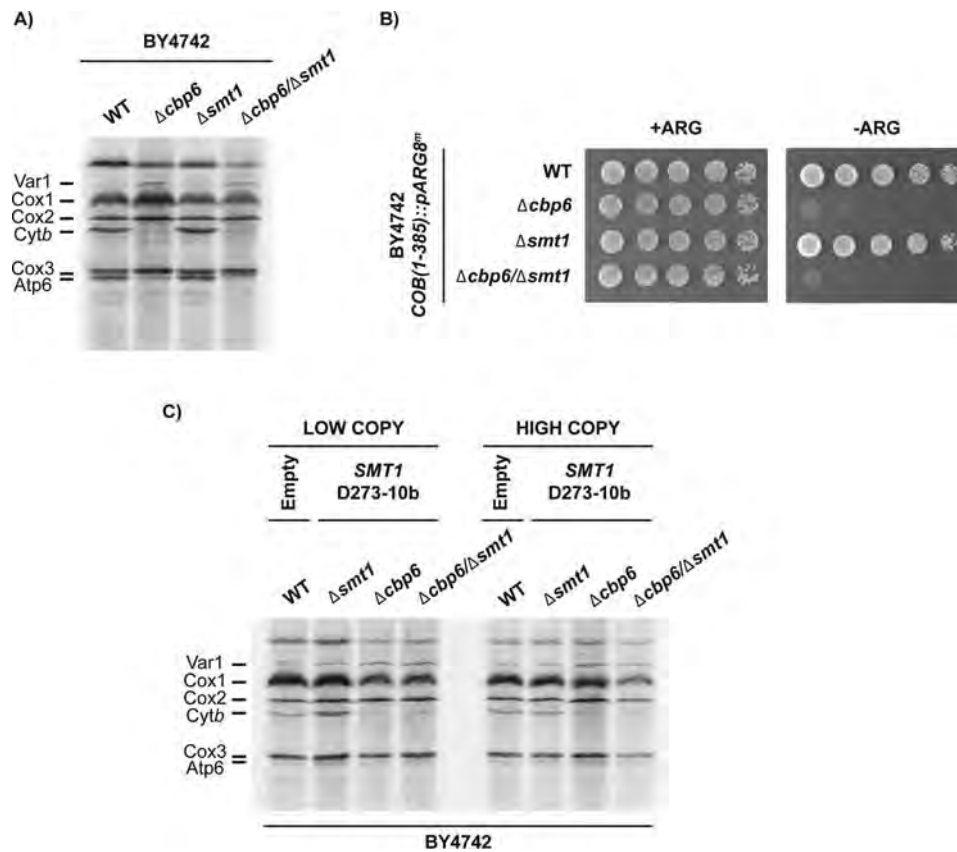 A)
BY4742
WT Δcbp6 Δsmt1 Δcbp6/Δsmt1
Var1
Cox1
Cox2
Cytb
Cox3
Atp6
B)
+ARG -ARG
BY4742
COB(1-385)::pARG8ᵐ
WT
Δcbp6
Δsmt1
Δcbp6/Δsmt1
C)
LOW COPY HIGH COPY
Empty SMT1 Empty SMT1
D273-10b D273-10b
WT Δsmt1 Δcbp6 Δcbp6/Δsmt1 WT Δsmt1 Δcbp6 Δcbp6/Δsmt1
Var1
Cox1
Cox2
Cytb
Cox3
Atp6
BY4742